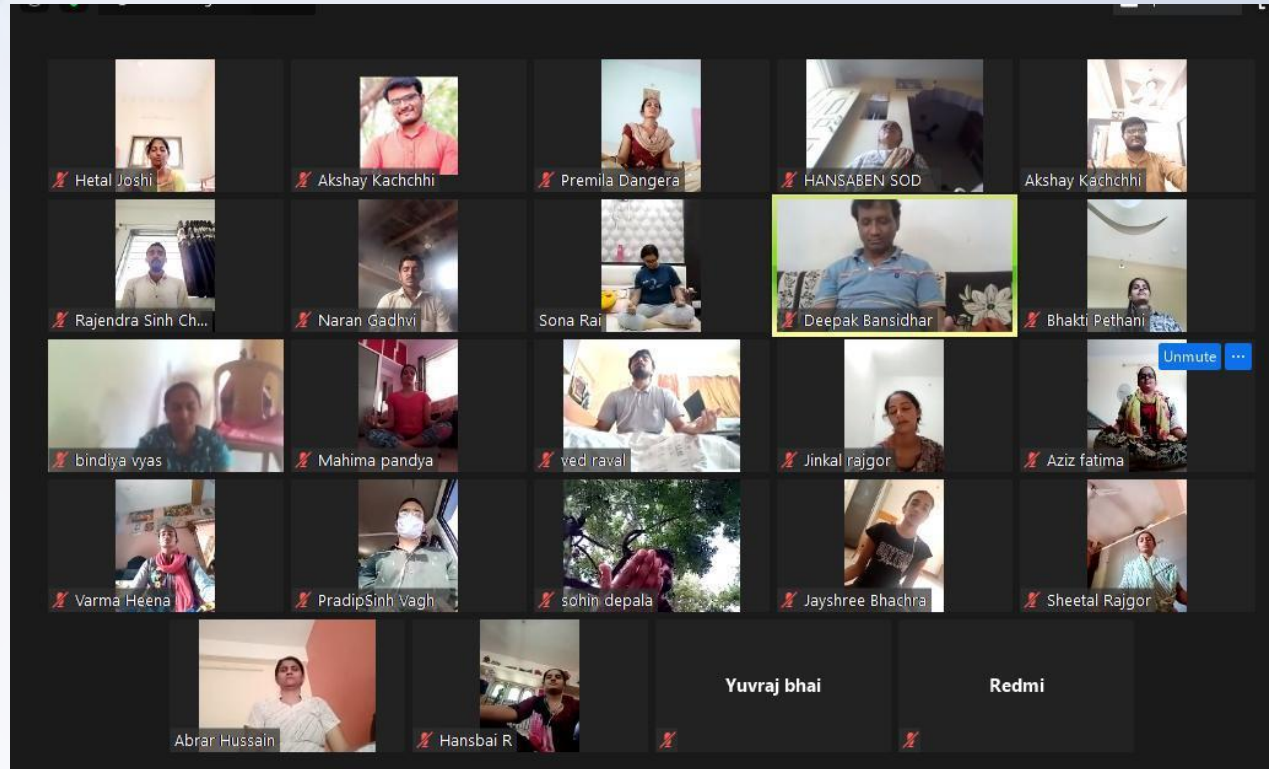 Hetal Joshi
Akshay Kachchhi
Premila Dangera
HANSABEN SOD
Akshay Kachchhi
Rajendra Sinh Ch...
Naran Gadhvi
Sona Rai
Deepak Bansidhar
Bhakti Pethani
Unmute ...
bindiya vyas
Mahima pandya
ved raval
Jinkal rajgor
Aziz fatima
Varma Heena
PradipSinh Vagh
sohin depala
Jayshree Bhachra
Sheetal Rajgor
Yuvraj bhai
Redmi
Abrar Hussain
Hansbai R